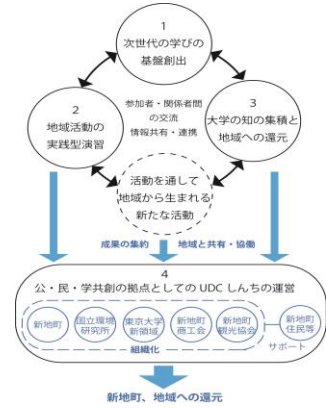 1
次世代の学びの
基盤創出
2
地域活動の
実践型演習
参加者・関係者間
の交流
情報共有・連携
3
大学の知の集積と
地域への還元
活動を通して
地域から生まれる
新たな活動
成果の集約
地域と共有・協働
4
公・民・学共創の拠点としての UDC しんちの運営
新地町
国立環境
研究所
東京大学
新領域
新地町
商工会
新地町
観光協会
新地町
住民等
組織化
サポート
新地町、地域への還元